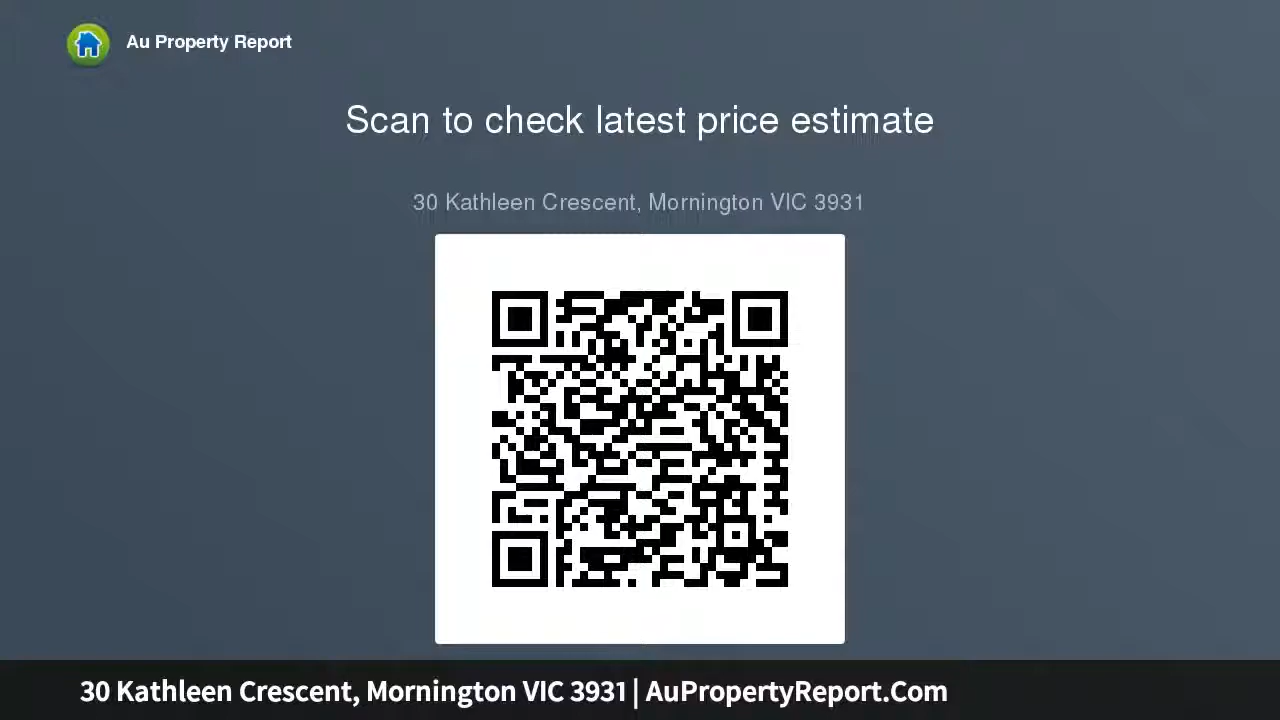 Au Property Report
Scan to check latest price estimate
30 Kathleen Crescent, Mornington VIC 3931
30 Kathleen Crescent, Mornington VIC 3931 | AuPropertyReport.Com